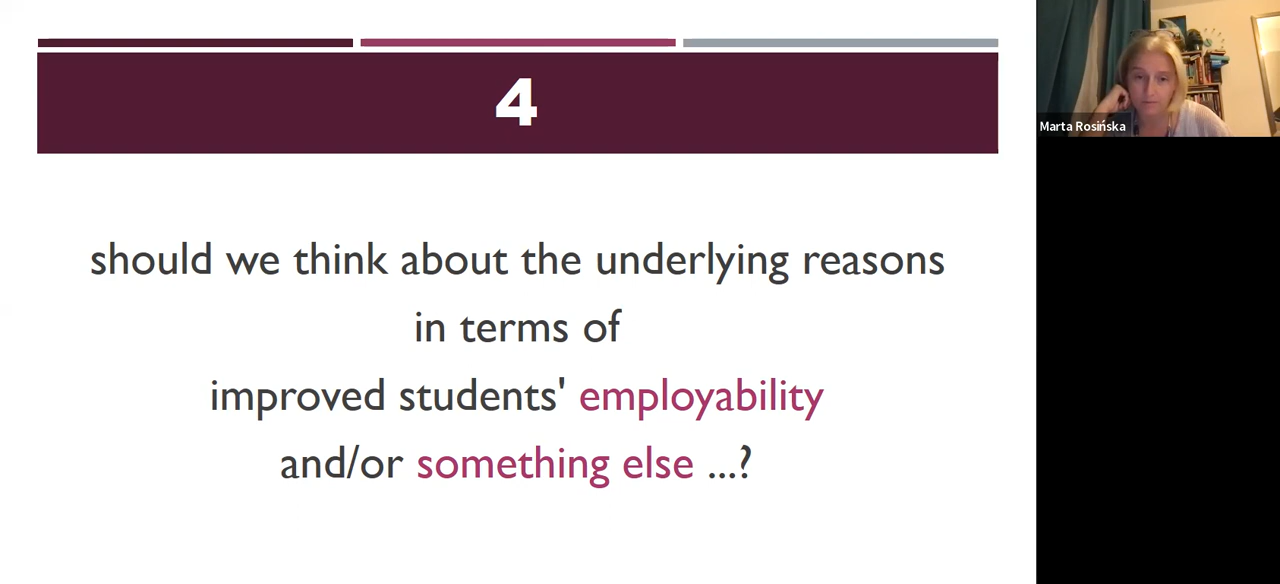 4
should we think about the underlying reasons
in terms of
improved students' employability
and/or something else ...?
Marta Rosińska